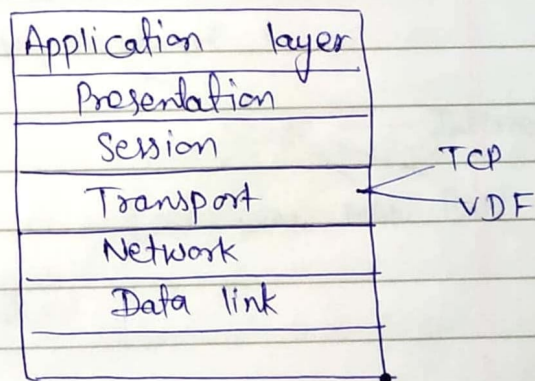 Application layer
Presentation
Session
Transport
TCP
VDF
Network
Data link